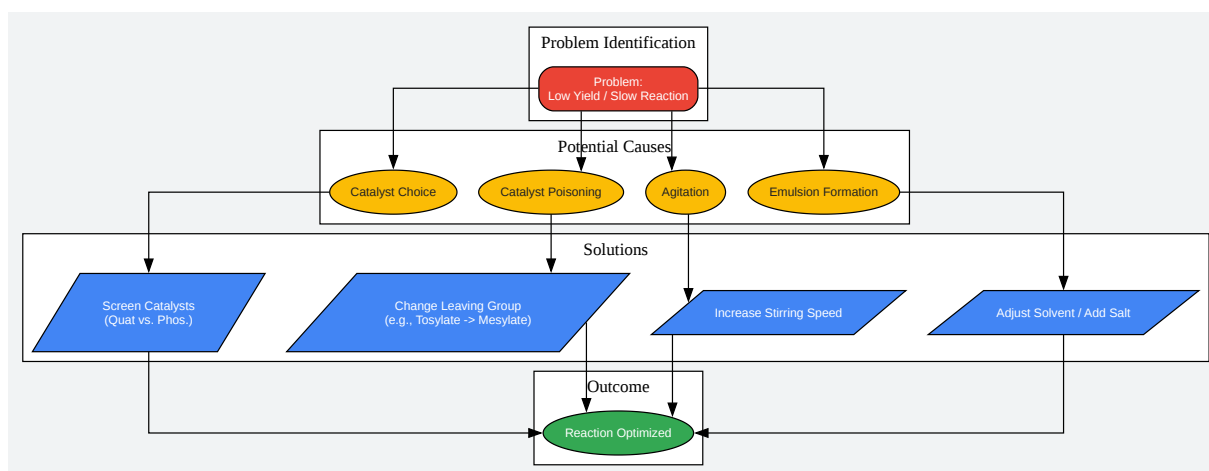 Problem Identification
Problem:
Low Yield / Slow Reaction
Potential Causes
Catalyst Choice
Catalyst Poisoning
Agitation
Emulsion Formation
Solutions
Screen Catalysts
(Quat vs. Phos.)
Change Leaving Group
(e.g., Tosylate -> Mesylate)
Increase Stirring Speed
Adjust Solvent / Add Salt
Outcome
Reaction Optimized